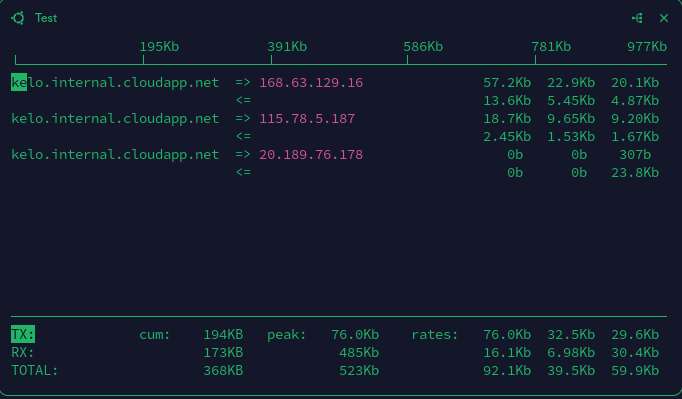 Test
195Kb 391Kb 586Kb 781Kb 977Kb
kelo.internal.cloudapp.net => 168.63.129.16 57.2Kb 22.9Kb 20.1Kb
<= 13.6Kb 5.45Kb 4.87Kb
kelo.internal.cloudapp.net => 115.78.5.187 18.7Kb 9.65Kb 9.20Kb
<= 2.45Kb 1.53Kb 1.67Kb
kelo.internal.cloudapp.net => 20.189.76.178 0b 0b 307b
<= 0b 0b 23.8Kb
TX: cum: 194KB peak: 76.0Kb rates: 76.0Kb 32.5Kb 29.6Kb
RX: 173KB 485Kb 16.1Kb 6.98Kb 30.4Kb
TOTAL: 368KB 523Kb 92.1Kb 39.5Kb 59.9Kb